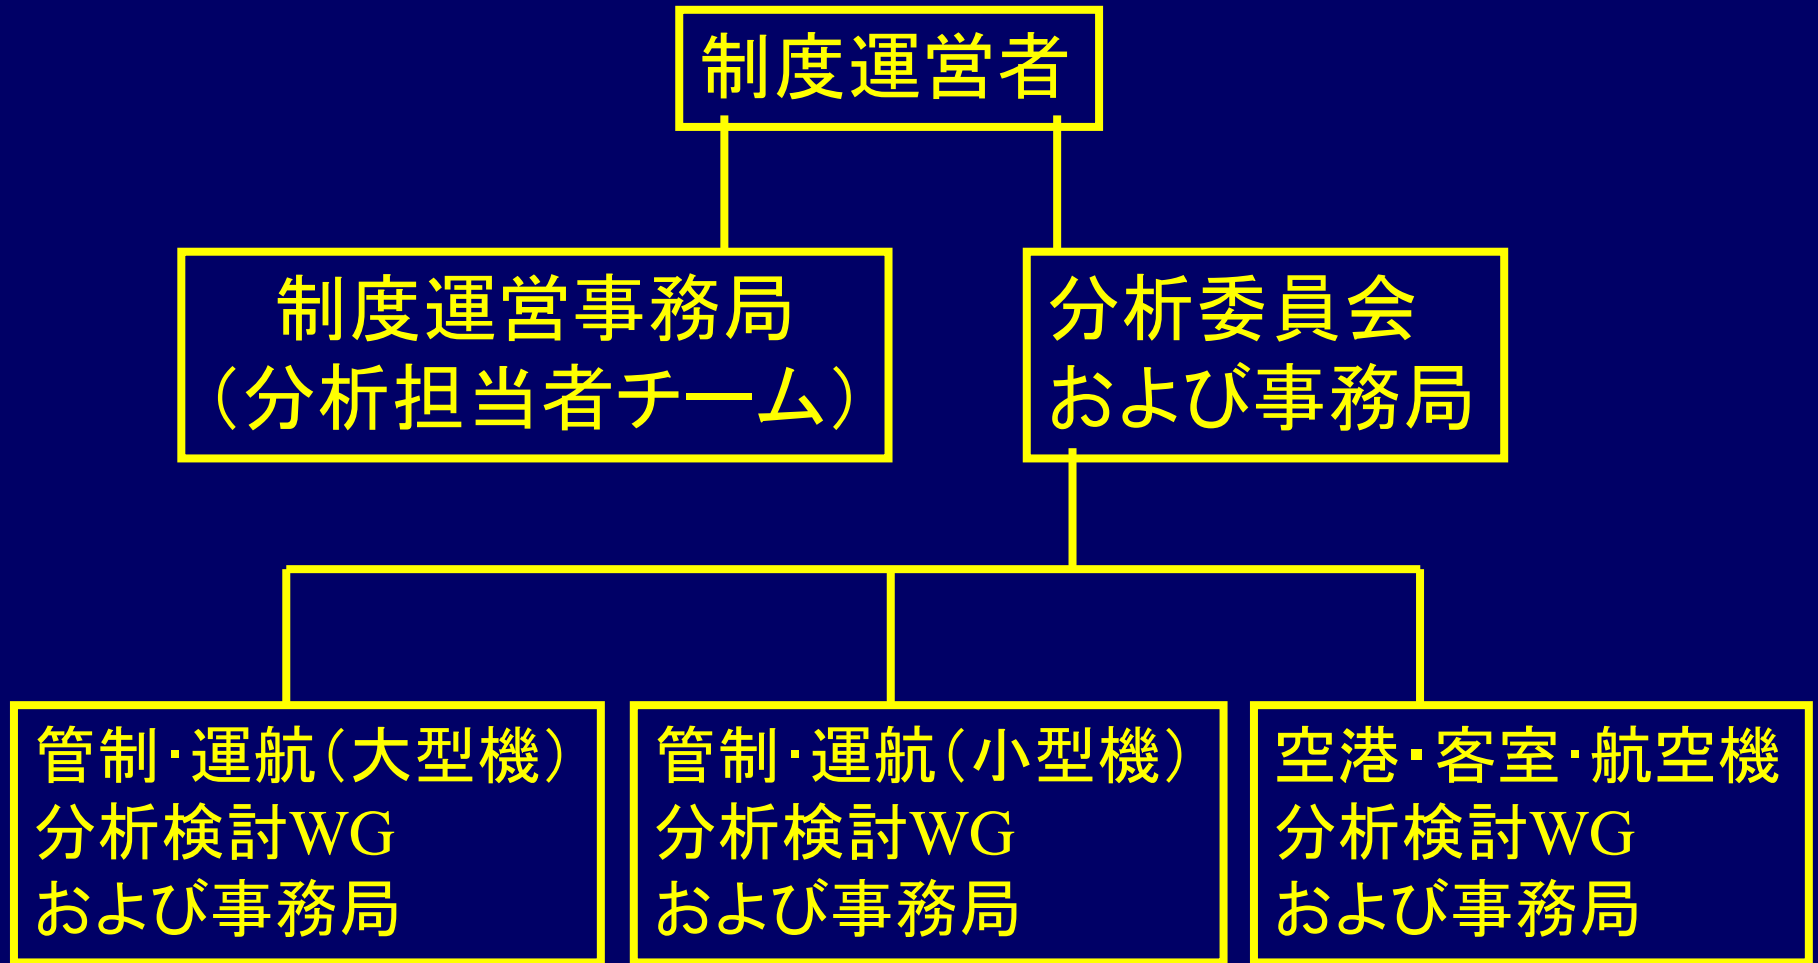 制度運営者
制度運営事務局
（分析担当者チーム）
分析委員会
および事務局
管制・運航（大型機）
分析検討WG
および事務局
管制・運航（小型機）
分析検討WG
および事務局
空港・客室・航空機
分析検討WG
および事務局